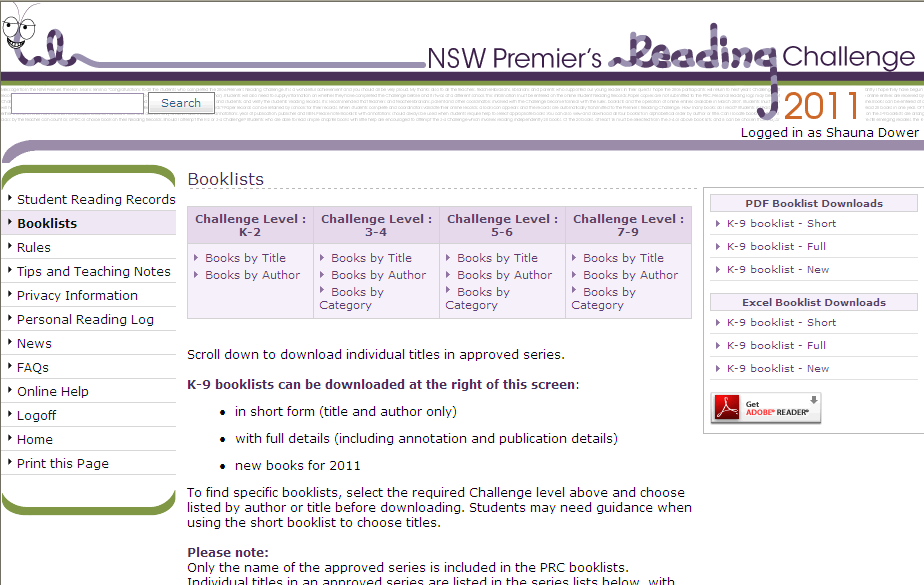 NSW Premier's Reading Challenge
2011
Search
Logged in as Shauna Dower
Student Reading Records
Booklists
Rules
Tips and Teaching Notes
Privacy Information
Personal Reading Log
News
FAQs
Online Help
Logoff
Home
Print this Page
Booklists
Challenge Level : K-2
Challenge Level : 3-4
Challenge Level : 5-6
Challenge Level : 7-9
Books by Title
Books by Author
Books by Title
Books by Author
Books by Category
Books by Title
Books by Author
Books by Category
Books by Title
Books by Author
Books by Category
Scroll down to download individual titles in approved series.
K-9 booklists can be downloaded at the right of this screen:
in short form (title and author only)
with full details (including annotation and publication details)
new books for 2011
To find specific booklists, select the required Challenge level above and choose
listed by author or title before downloading. Students may need guidance when
using the short booklist to choose titles.
Please note:
Only the name of the approved series is included in the PRC booklists.
Individual titles in an approved series are listed in the series lists below, with
PDF Booklist Downloads
K-9 booklist - Short
K-9 booklist - Full
K-9 booklist - New
Excel Booklist Downloads
K-9 booklist - Short
K-9 booklist - Full
K-9 booklist - New
Get
ADOBE® READER®